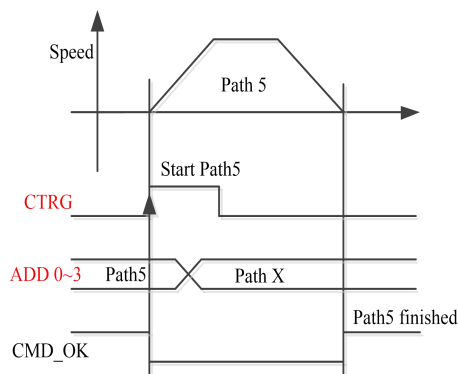 Speed
Path 5
Start Path5
CTRG
ADD 0~3
Path5
Path X
Path5 finished
CMD_OK